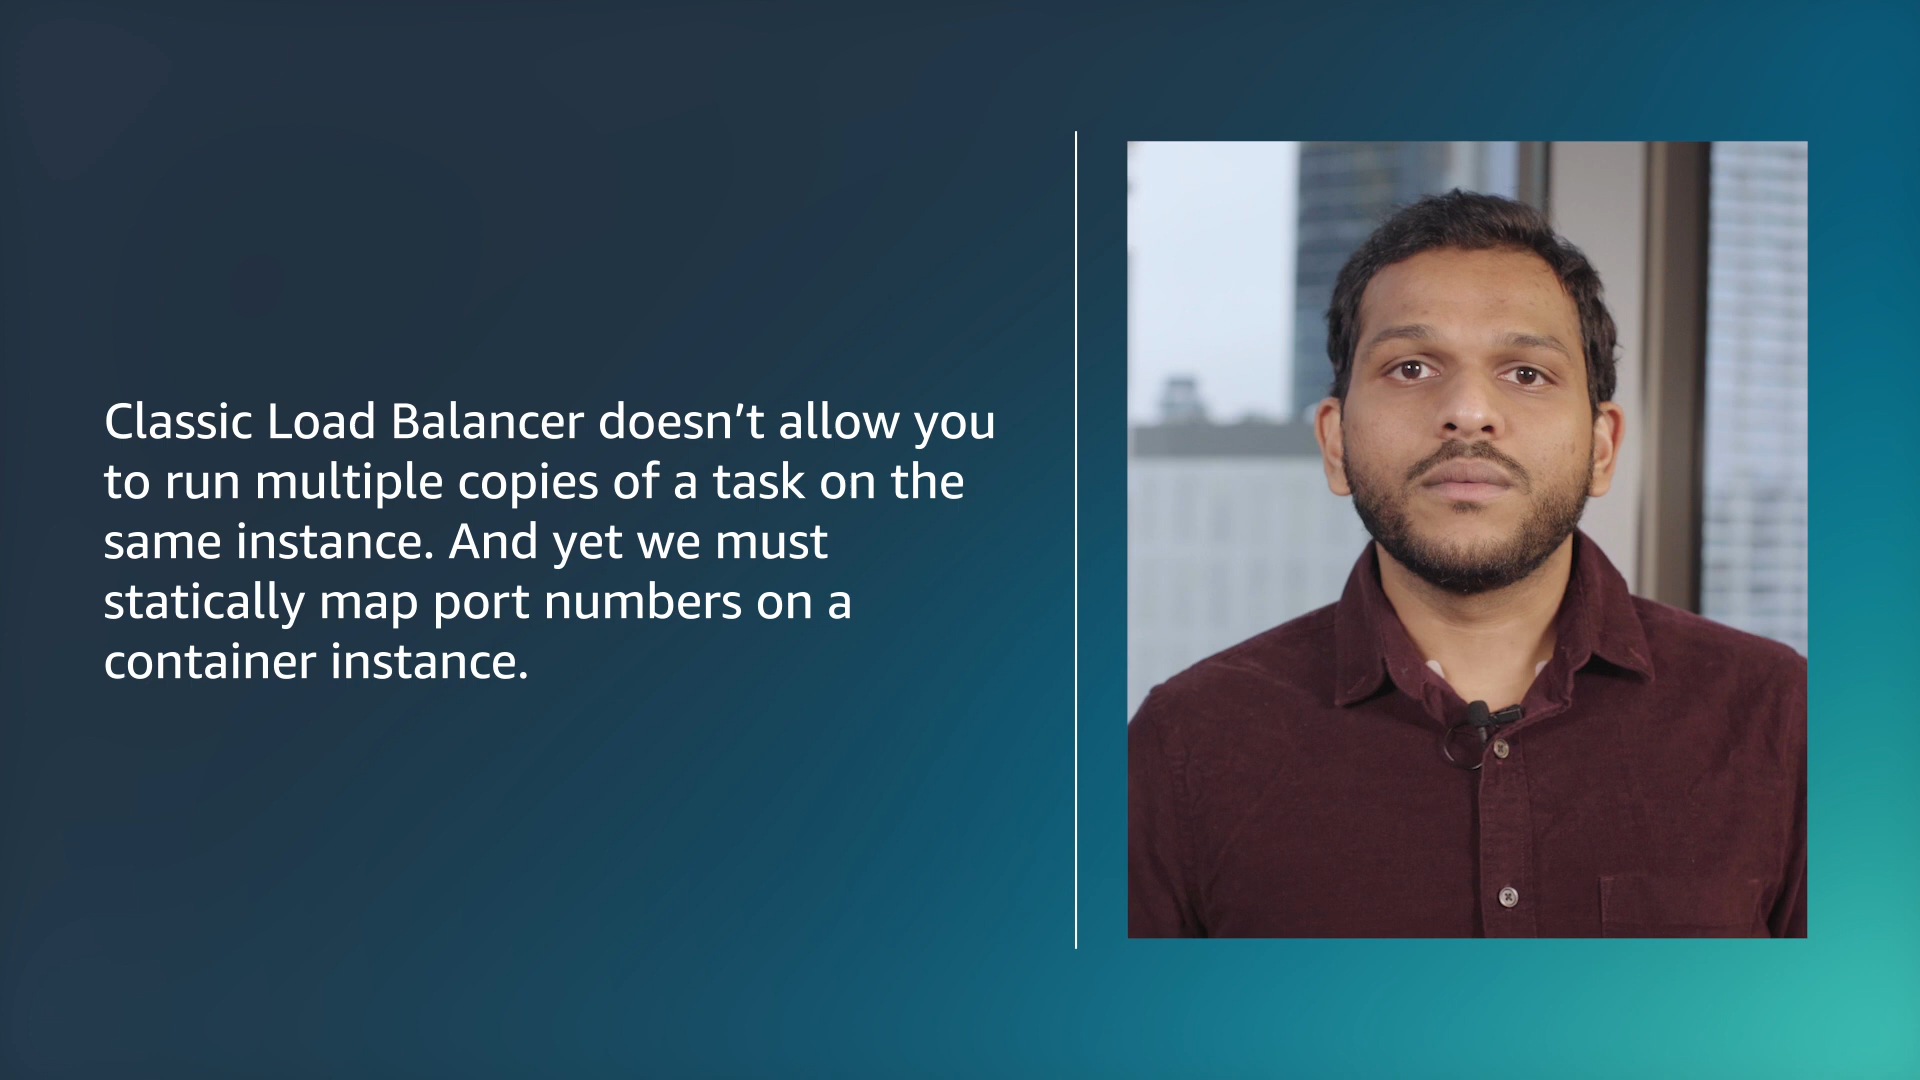 Classic Load Balancer doesn’t allow you
to run multiple copies of a task on the
same instance. And yet we must
statically map port numbers on a
container instance.